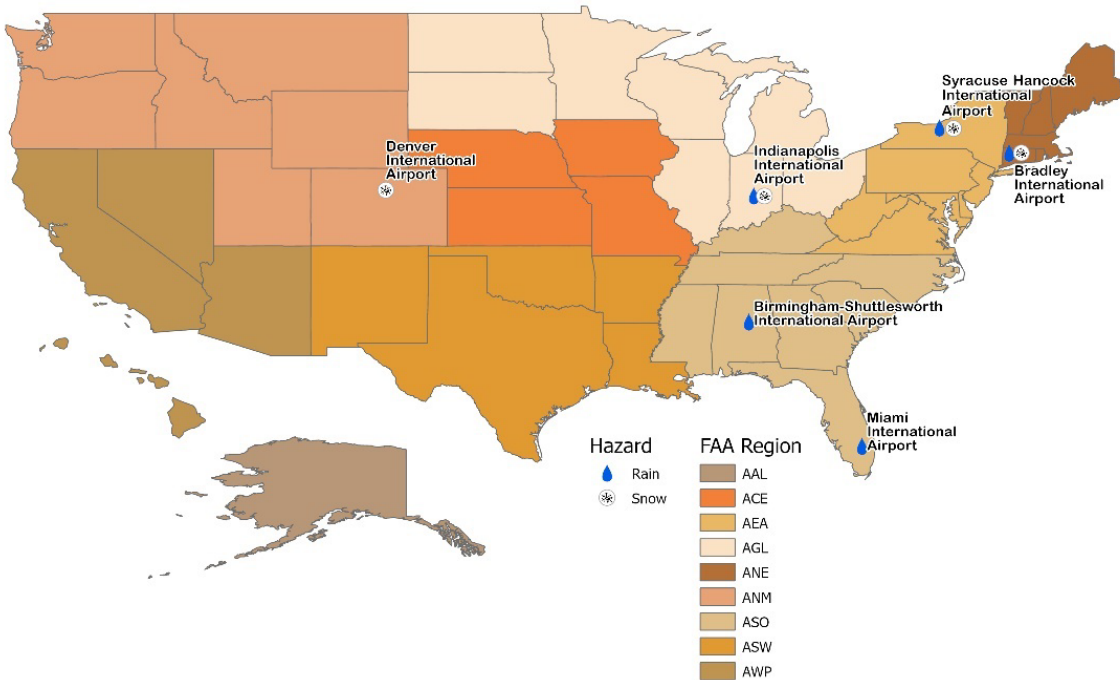 Syracuse Hancock
International
Airport
Denver
International
Airport
Indianapolis
International
Airport
Bradley
International
Airport
Birmingham-Shuttlesworth
International Airport
Miami
International
Airport
Hazard
Rain
Snow
FAA Region
AAL
ACE
AEA
AGL
ANE
ANM
ASO
ASW
AWP